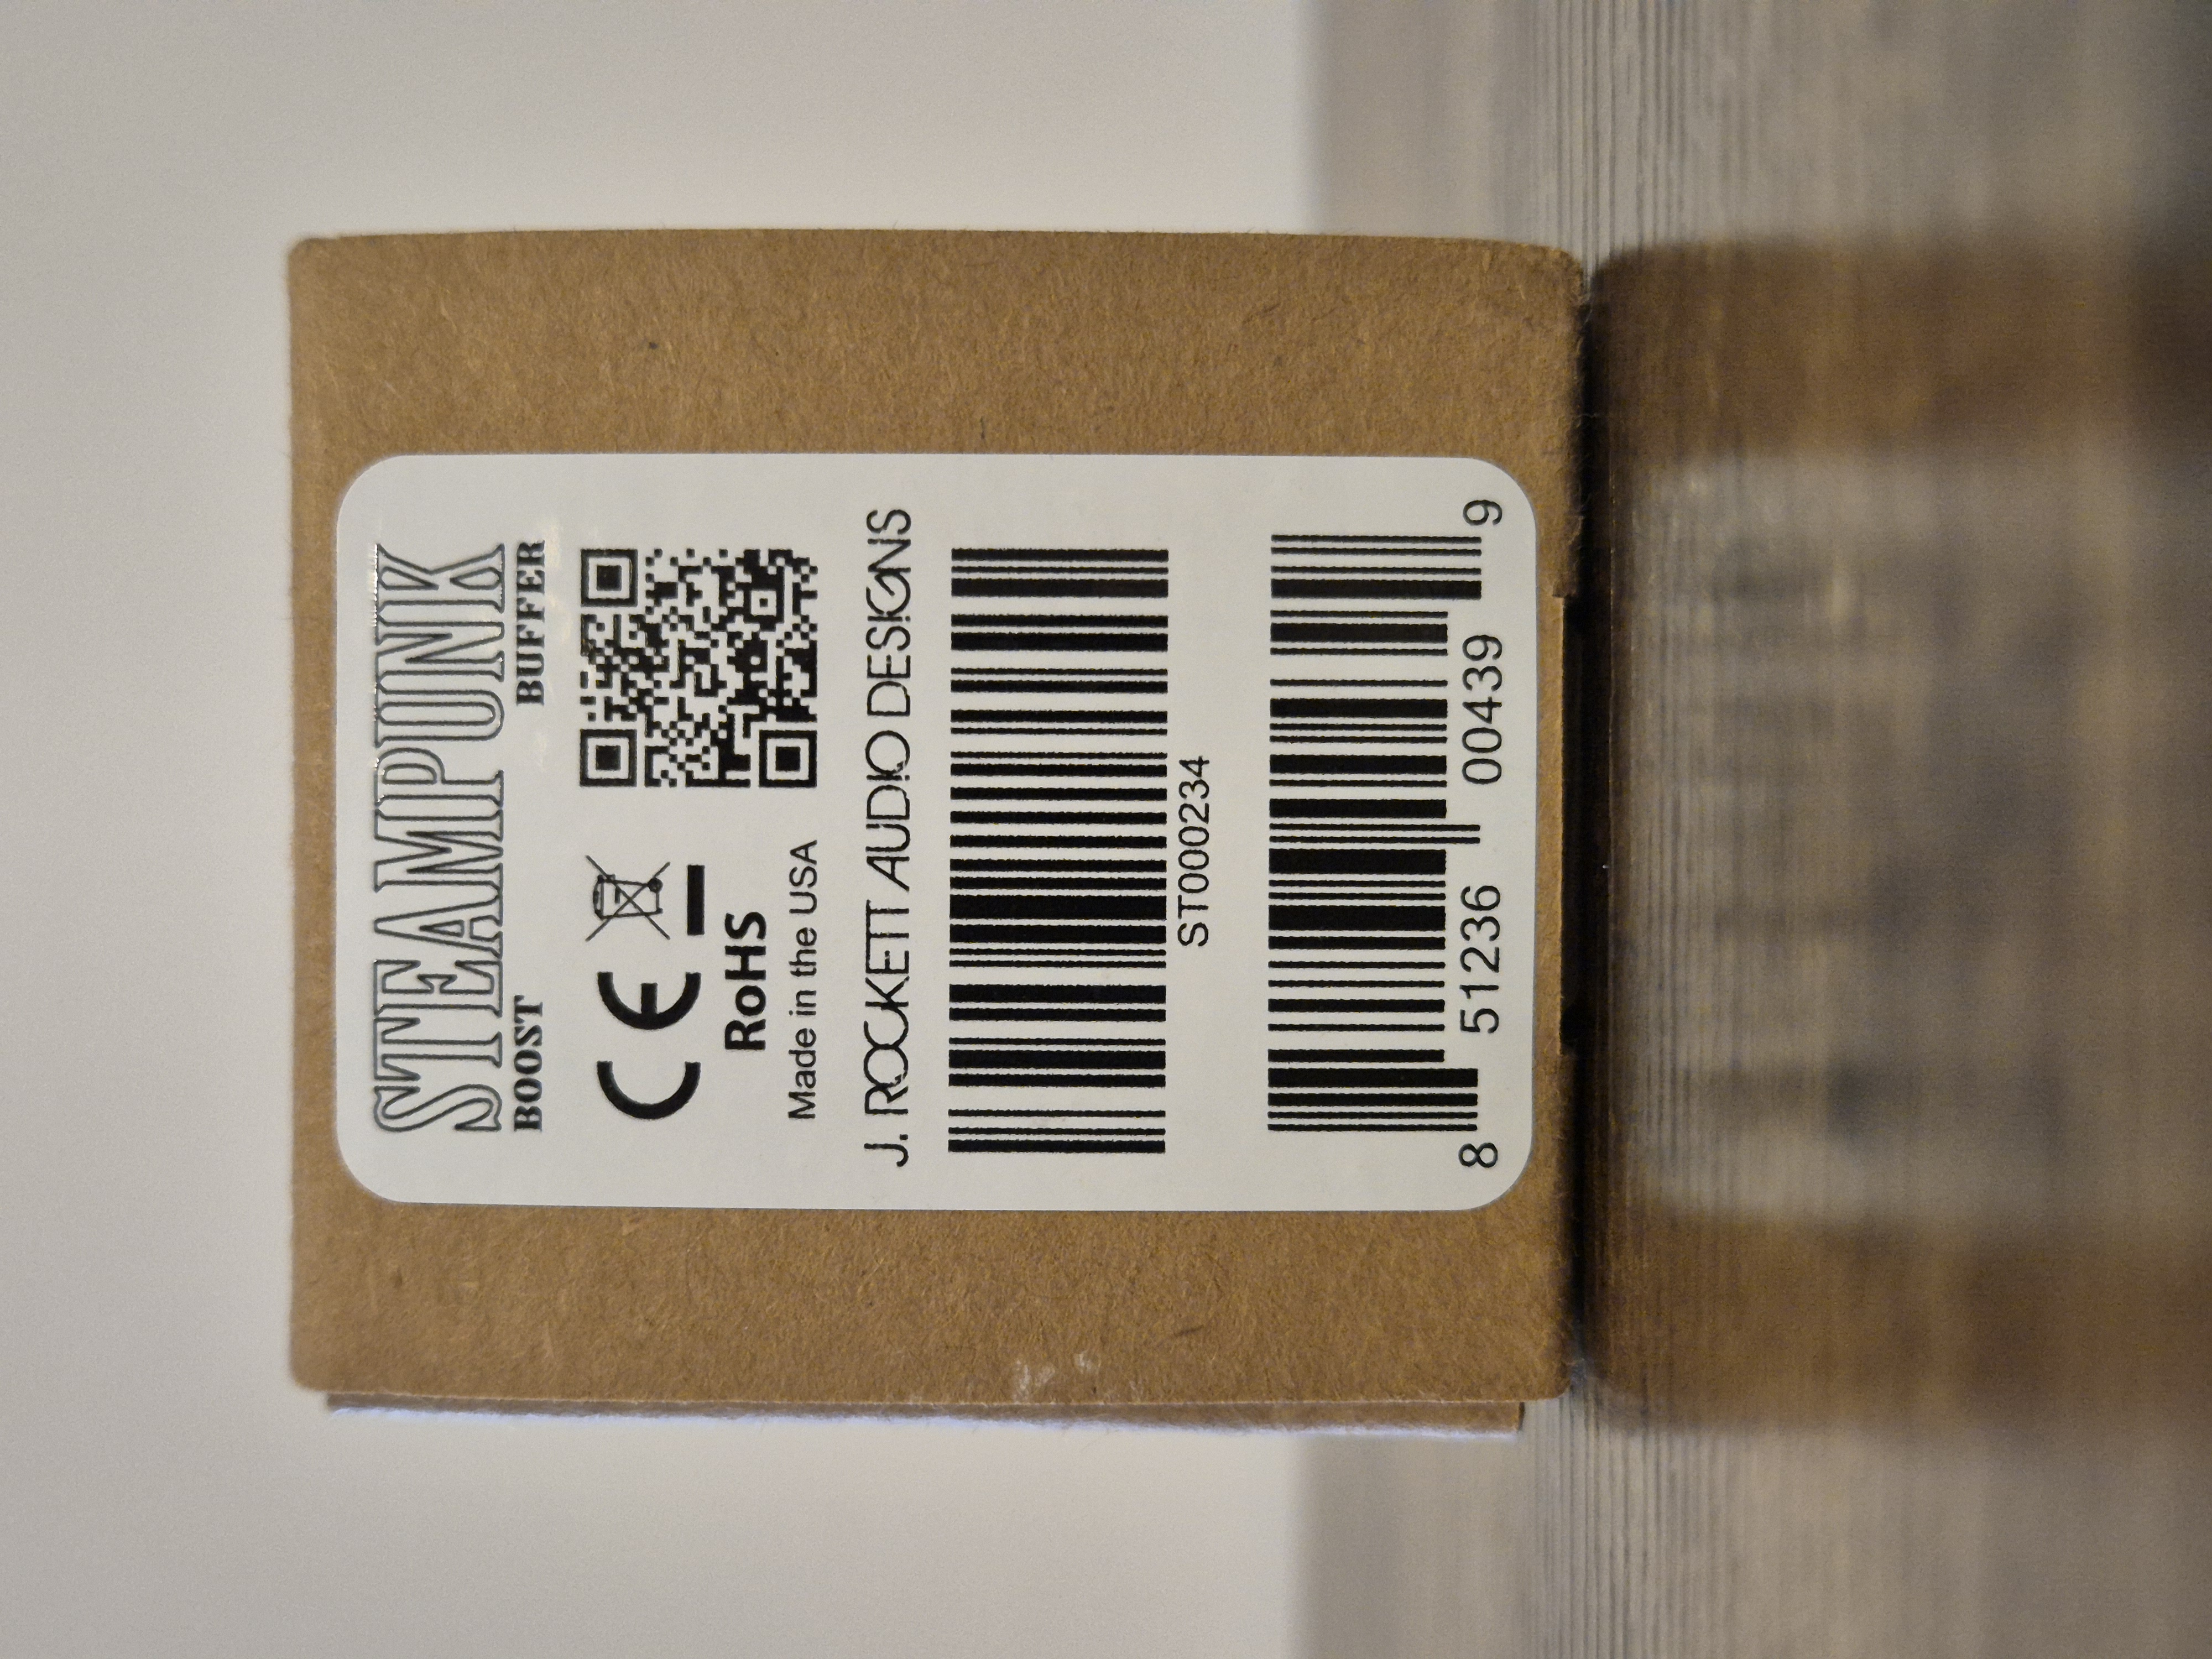 STEAMPUNK
BOOST BUFFER
CE
RoHS
Made in the USA
J. ROCKETT AUDIO DESIGNS
ST000234
8 51236 00439 9